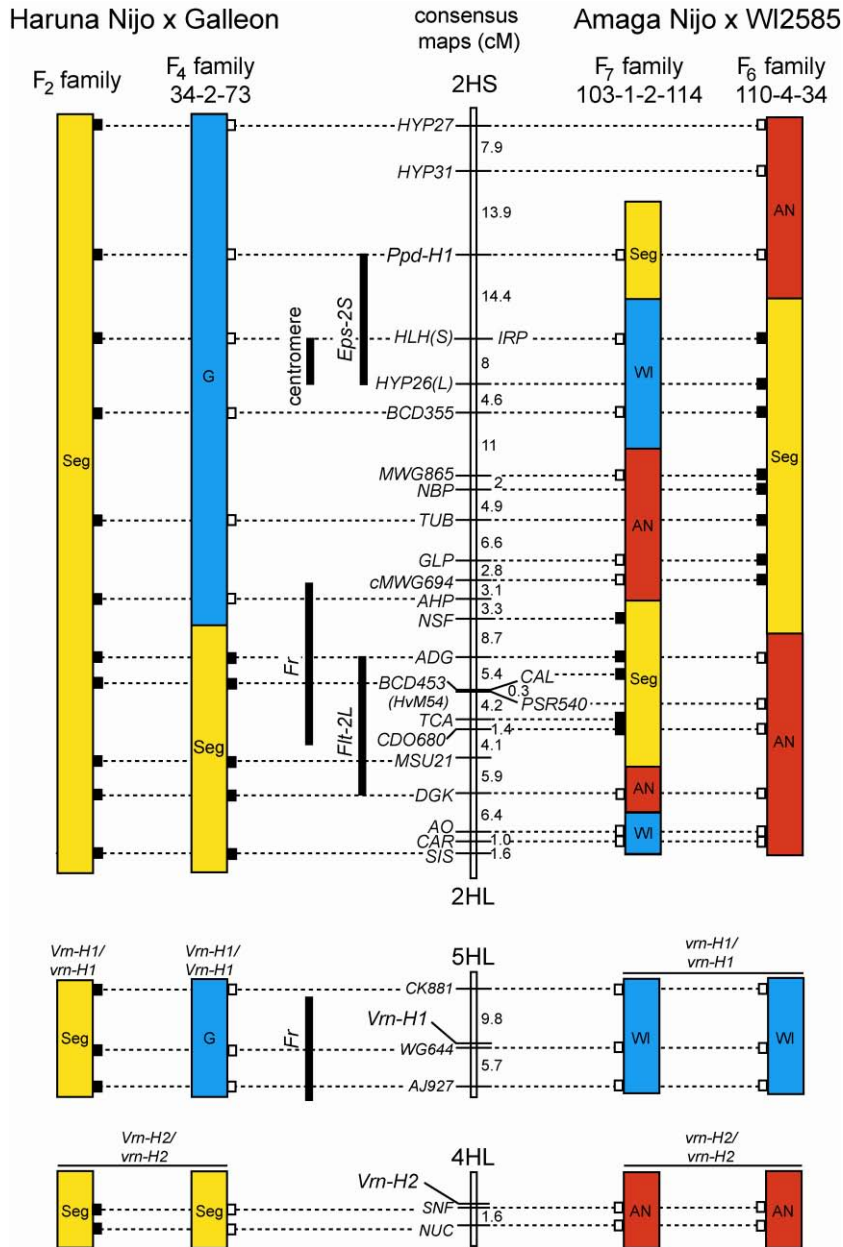 Haruna Nijo x Galleon
consensus
maps (cM)
Amaga Nijo x WI2585
F2 family
F4 family
34-2-73
2HS
F7 family
103-1-2-114
F6 family
110-4-34
HYP27
7.9
HYP31
13.9
AN
Seg
Ppd-H1
14.4
centromere
Eps-2S
HLH(S)
IRP
G
8
WI
HYP26(L)
4.6
BCD355
11
Seg
Seg
MWG865
2
NBP
4.9
AN
TUB
6.6
GLP
2.8
cMWG694
3.1
AHP
3.3
NSF
8.7
Fr
ADG
5.4
CAL
Seg
BCD453
0.3
(HvM54)
4.2
PSR540
Flt-2L
TCA
1.4
CDO680
4.1
AN
Seg
MSU21
5.9
DGK
AN
6.4
AO
WI
CAR
1.0
SIS
1.6
2HL
Vrn-H1/
vrn-H1
Vrn-H1/
Vrn-H1
5HL
vrn-H1/
vrn-H1
CK881
9.8
Vrn-H1
Seg
G
Fr
WG644
WI
WI
5.7
AJ927
Vrn-H2/
vrn-H2
4HL
vrn-H2/
vrn-H2
Vrn-H2
Seg
Seg
SNF
1.6
AN
AN
NUC